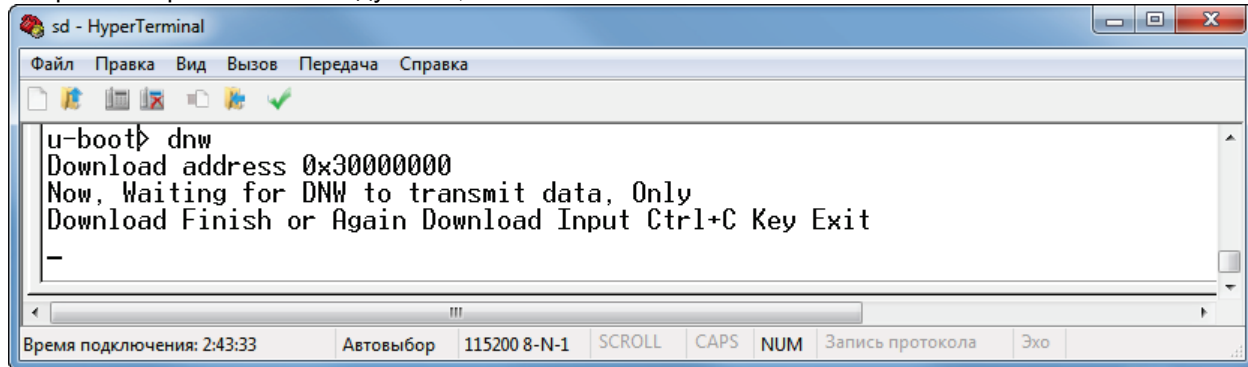 sd - HyperTerminal
Файл Правка Вид Вызов Передача Справка
u-boot> dnw
Download address 0x30000000
Now, Waiting for DNW to transmit data, Only
Download Finish or Again Download Input Ctrl+C Key Exit
Время подключения: 2:43:33 Автовыбор 115200 8-N-1 SCROLL CAPS NUM Запись протокола Эхо